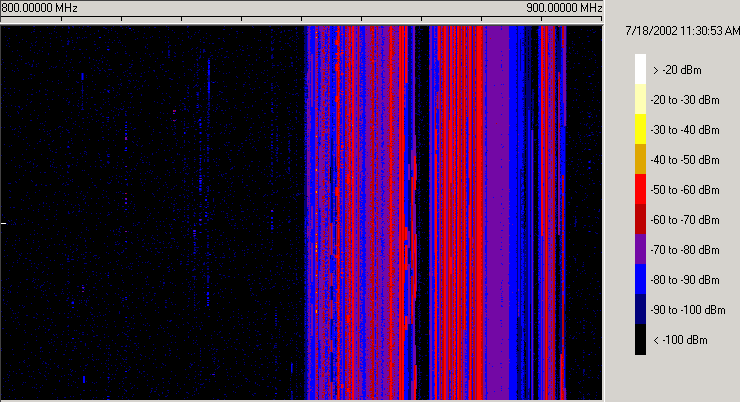 800.00000 MHz
900.00000 MHz
7/18/2002 11:30:53 AM
> -20 dBm
-20 to -30 dBm
-30 to -40 dBm
-40 to -50 dBm
-50 to -60 dBm
-60 to -70 dBm
-70 to -80 dBm
-80 to -90 dBm
-90 to -100 dBm
< -100 dBm